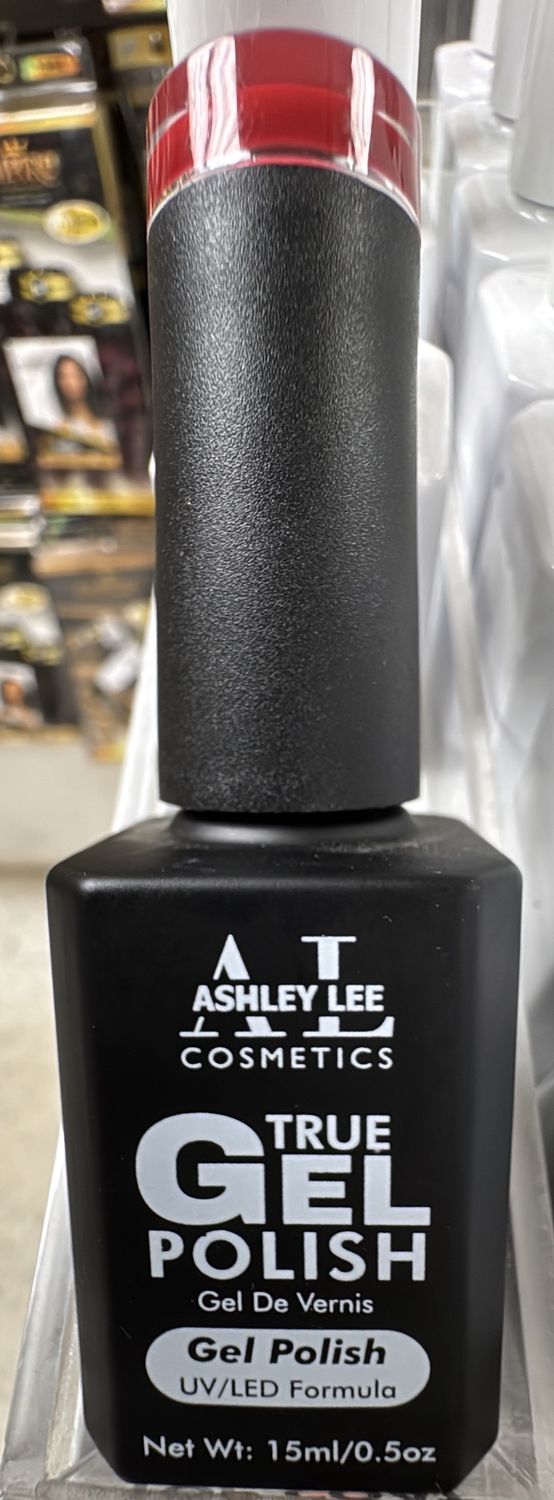 AL
ASHLEY LEE
COSMETICS
TRUE
GEL
POLISH
Gel De Vernis
Gel Polish
UV/LED Formula
Net Wt: 15ml/0.5oz